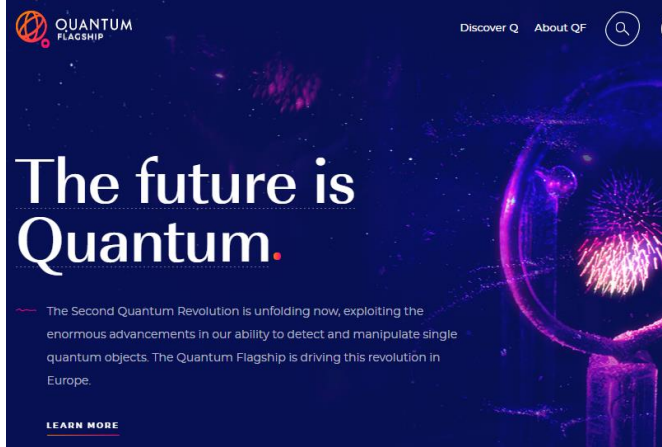 QUANTUM
FLAGSHIP
Discover Q About QF
The future is
Quantum.
The Second Quantum Revolution is unfolding now, exploiting the
enormous advancements in our ability to detect and manipulate single
quantum objects. The Quantum Flagship is driving this revolution in
Europe.
LEARN MORE